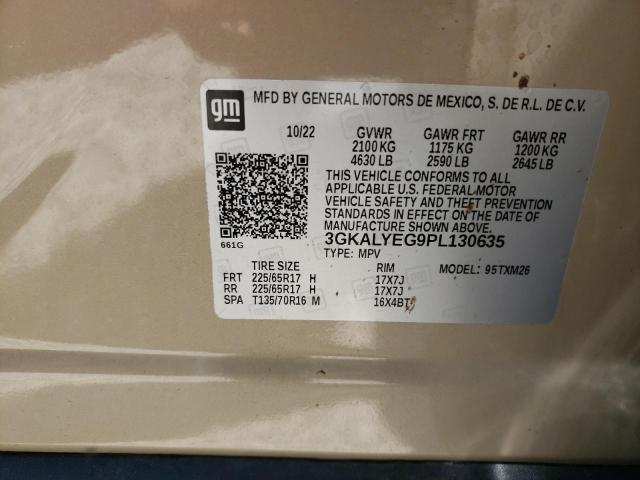 gm
MFD BY GENERAL MOTORS DE MEXICO, S. DE R.L. DE C.V.
10/22 GVWR GAWR FRT GAWR RR
2100 KG 1175 KG 1200 KG
4630 LB 2590 LB 2645 LB
THIS VEHICLE CONFORMS TO ALL
APPLICABLE U.S. FEDERAL MOTOR
VEHICLE SAFETY AND THEFT PREVENTION
STANDARDS IN EFFECT ON THE DATE OF
MANUFACTURE SHOWN ABOVE.
661G
3GKALYEG9PL130635
TYPE: MPV
TIRE SIZE RIM MODEL: 95TXM26
FRT 225/65R17 H 17X7J
RR 225/65R17 H 17X7J
SPA T135/70R16 M 16X4BT